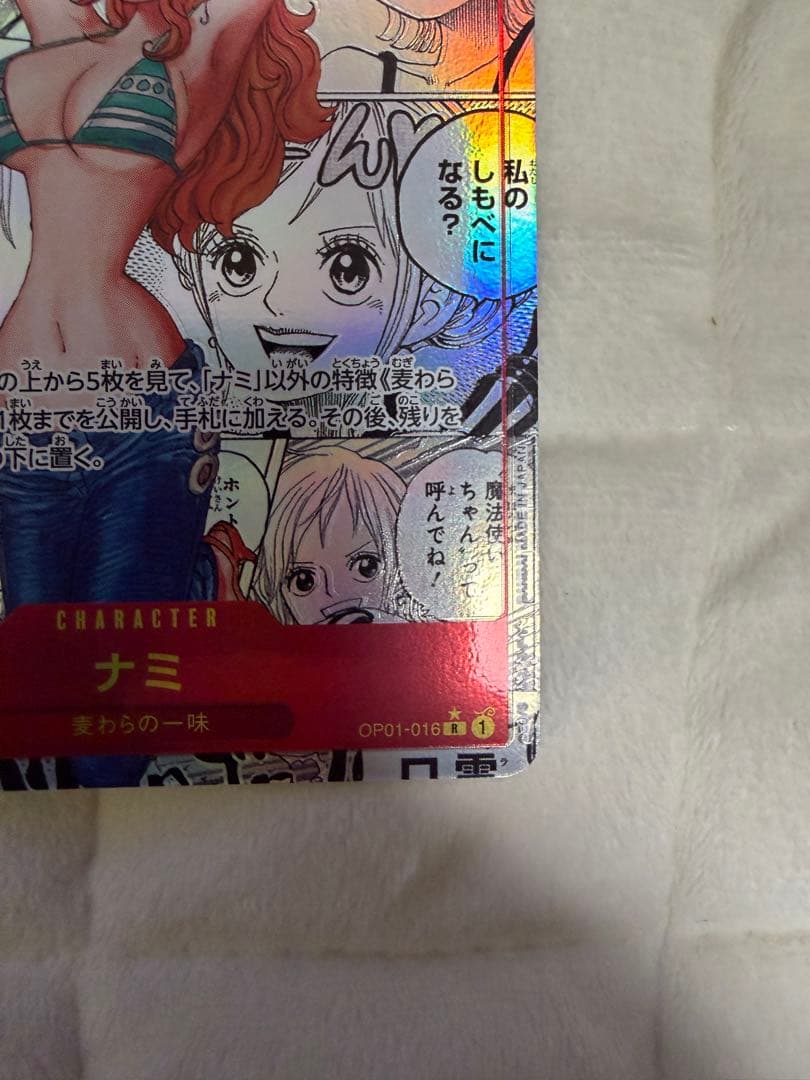 ん
私の
しもべに
なる?
の上から5枚を見て、「ナミ」以外の特徴《麦わら
1枚までを公開し、手札に加える。その後、残りを
下に置く。
ホント
魔法使い
ちゃんって
呼んでね!
BANDAI MADE IN JAPAN
CHARACTER
ナミ
麦わらの一味
OP01-016 R 1